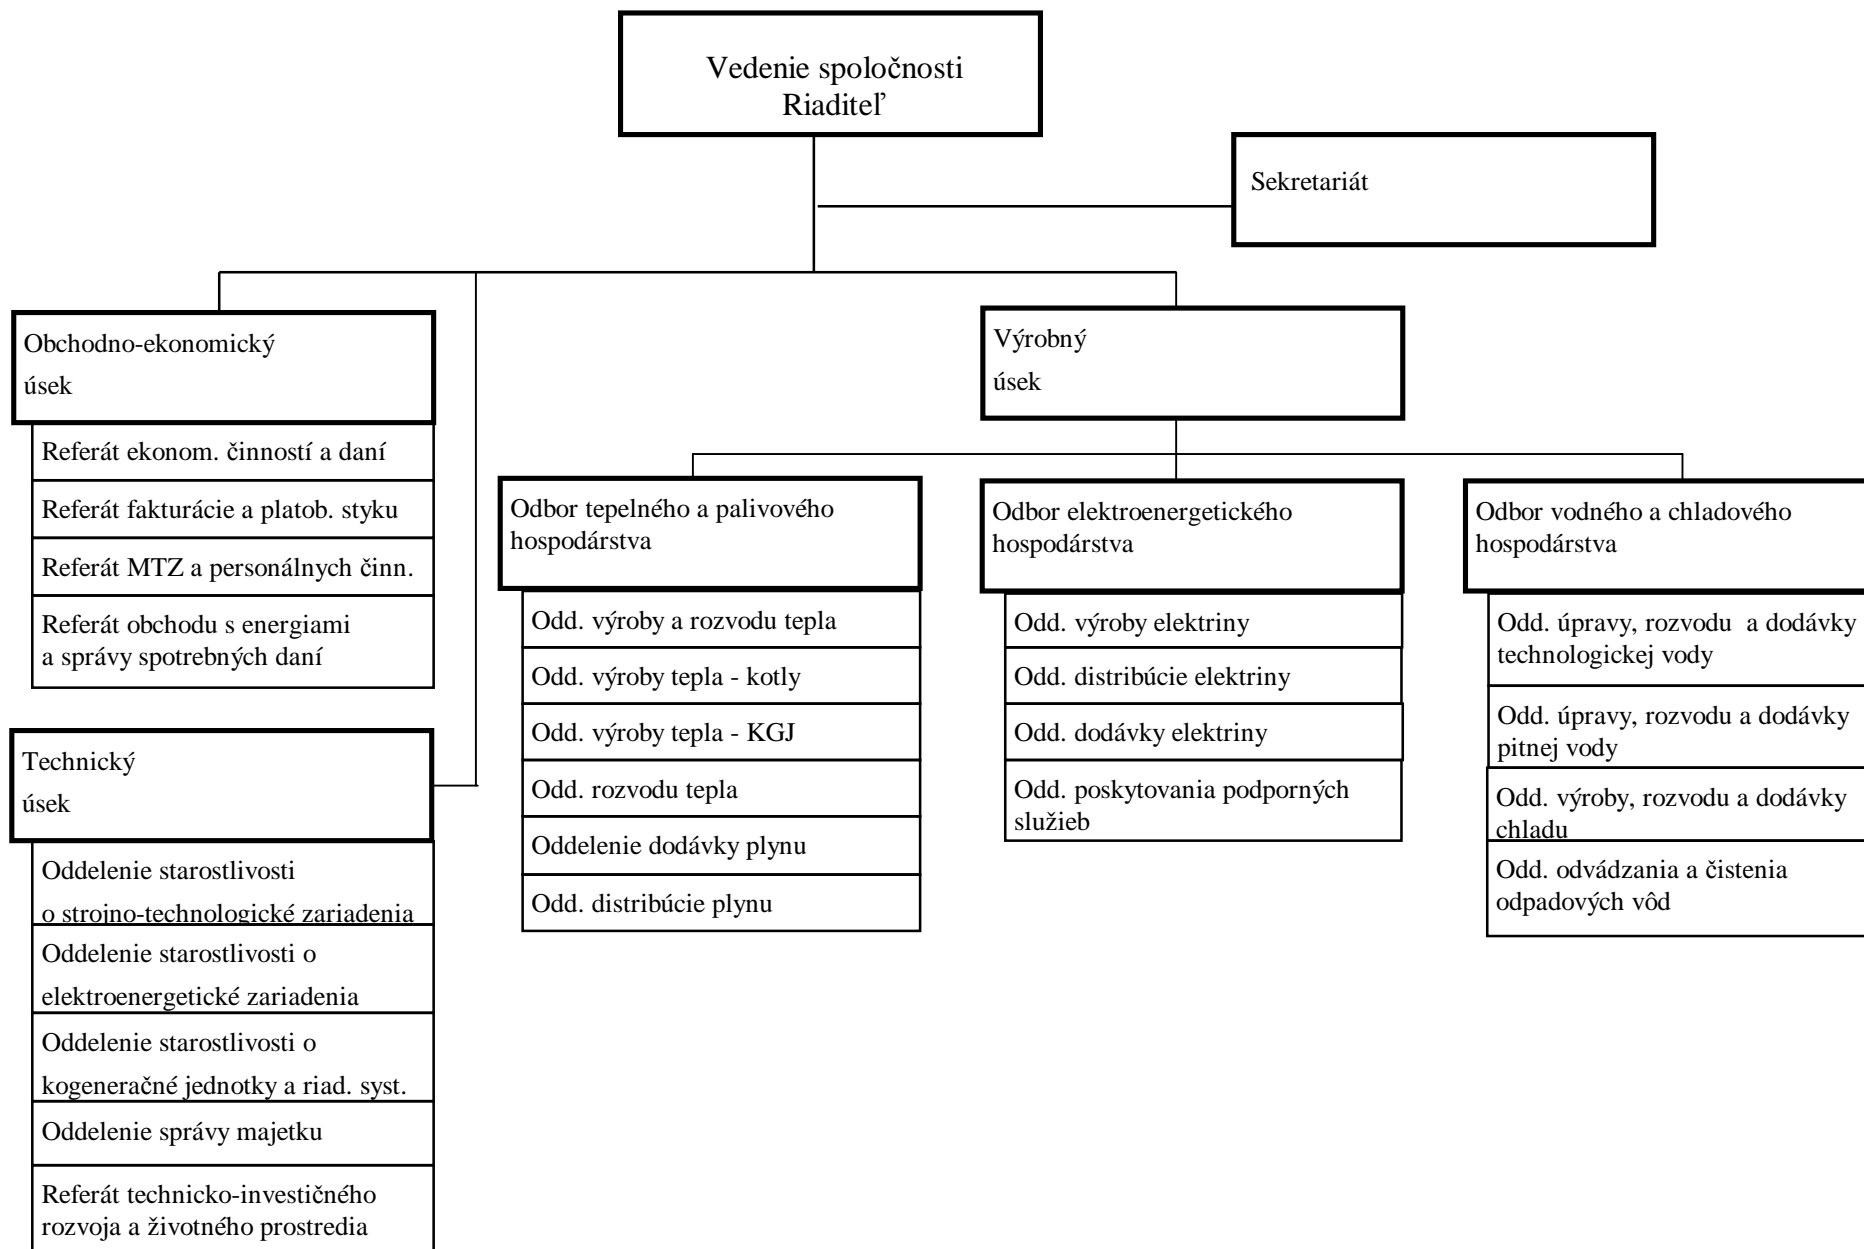 Vedenie spoločnosti
Riaditeľ
Sekretariát
Obchodno-ekonomický
úsek
Referát ekonom. činností a daní
Referát fakturácie a platob. styku
Referát MTZ a personálnych činn.
Referát obchodu s energiami
a správy spotrebných daní
Technický
úsek
Oddelenie starostlivosti
o strojno-technologické zariadenia
Oddelenie starostlivosti o
elektroenergetické zariadenia
Oddelenie starostlivosti o
kogeneračné jednotky a riad. syst.
Oddelenie správy majetku
Referát technicko-investičného
rozvoja a životného prostredia
Výrobný
úsek
Odbor tepelného a palivového
hospodárstva
Odd. výroby a rozvodu tepla
Odd. výroby tepla - kotly
Odd. výroby tepla - KGJ
Odd. rozvodu tepla
Oddelenie dodávky plynu
Odd. distribúcie plynu
Odbor elektroenergetického
hospodárstva
Odd. výroby elektriny
Odd. distribúcie elektriny
Odd. dodávky elektriny
Odd. poskytovania podporných
služieb
Odbor vodného a chladového
hospodárstva
Odd. úpravy, rozvodu  a dodávky
technologickej vody
Odd. úpravy, rozvodu a dodávky
pitnej vody
Odd. výroby, rozvodu a dodávky
chladu
Odd. odvádzania a čistenia
odpadových vôd